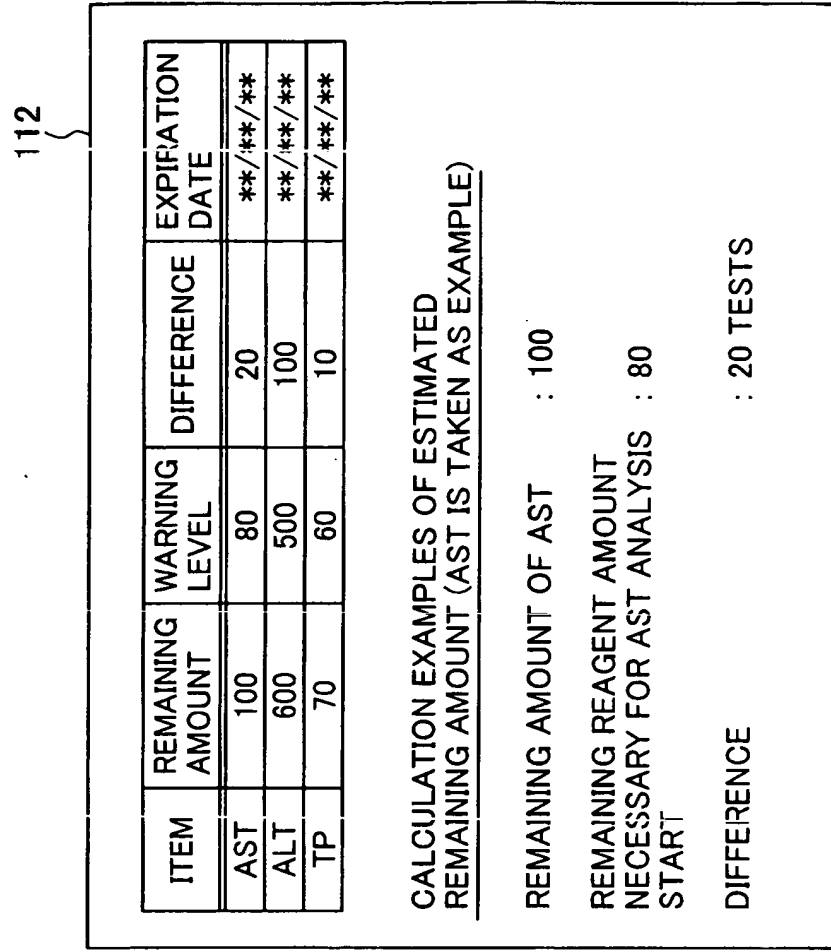 112
ITEM REMAINING AMOUNT WARNING LEVEL DIFFERENCE EXPIRATION DATE
AST 100 80 20 **/**/**
ALT 600 500 100 **/**/**
TP 70 60 10 **/**/**
CALCULATION EXAMPLES OF ESTIMATED
REMAINING AMOUNT (AST IS TAKEN AS EXAMPLE)
REMAINING AMOUNT OF AST : 100
REMAINING REAGENT AMOUNT
NECESSARY FOR AST ANALYSIS : 80
START
DIFFERENCE : 20 TESTS